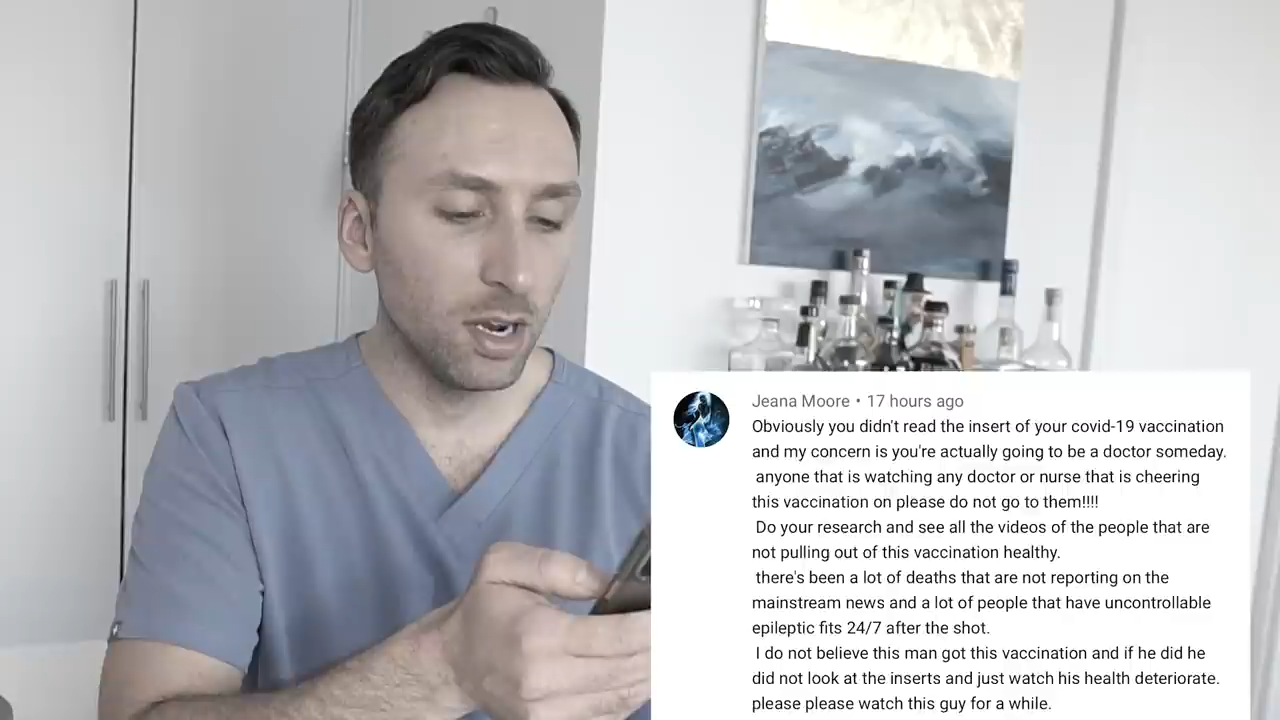 Jeana Moore • 17 hours ago
Obviously you didn't read the insert of your covid-19 vaccination
and my concern is you're actually going to be a doctor someday.
anyone that is watching any doctor or nurse that is cheering
this vaccination on please do not go to them!!!!
Do your research and see all the videos of the people that are
not pulling out of this vaccination healthy.
there's been a lot of deaths that are not reporting on the
mainstream news and a lot of people that have uncontrollable
epileptic fits 24/7 after the shot.
I do not believe this man got this vaccination and if he did he
did not look at the inserts and just watch his health deteriorate.
please please watch this guy for a while.